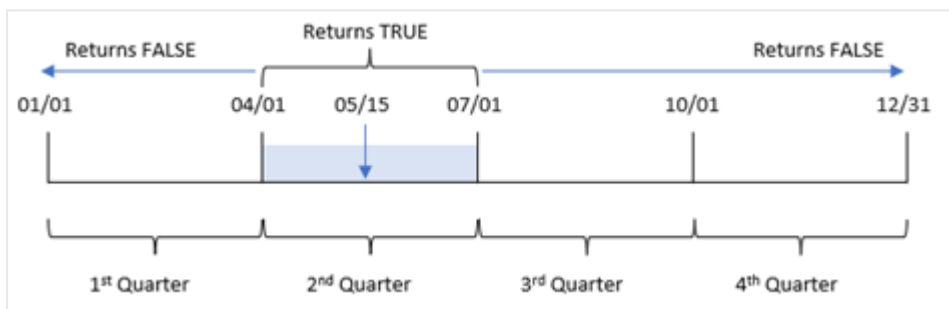 Returns TRUE
Returns FALSE
Returns FALSE
01/01
04/01
05/15
07/01
10/01
12/31
1st Quarter
2nd Quarter
3rd Quarter
4th Quarter